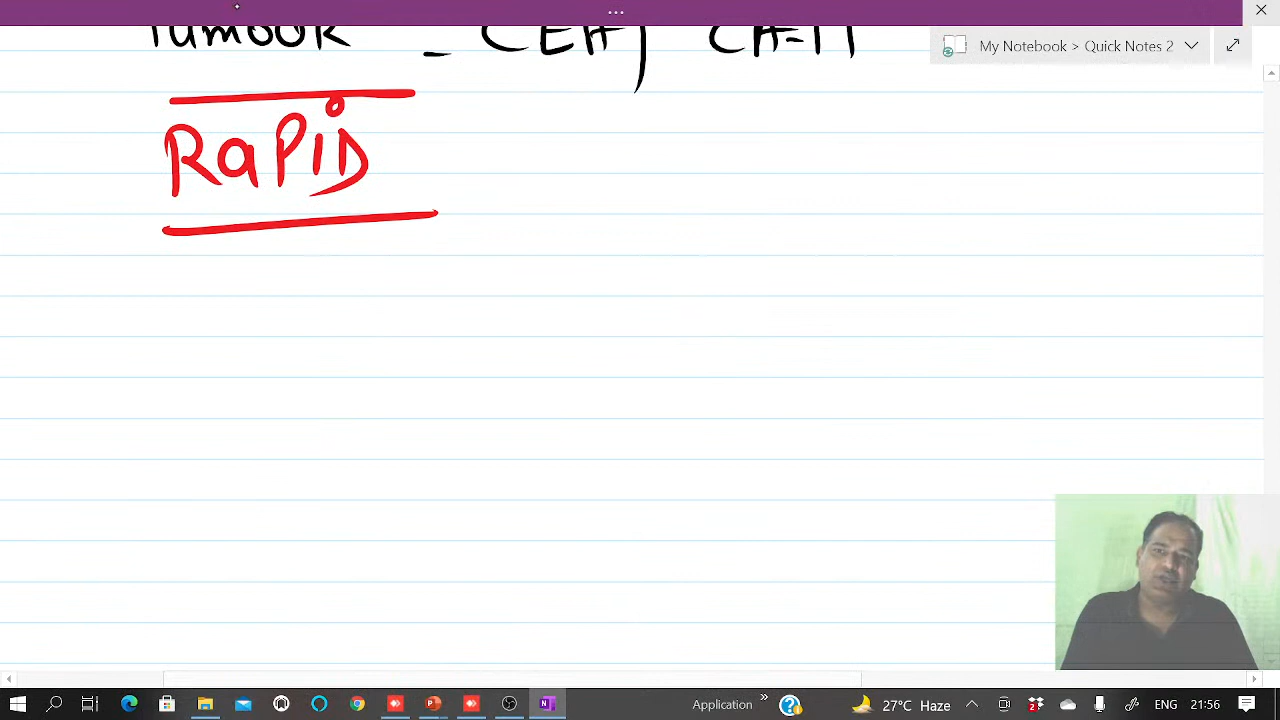 My Notebook > Quick Notes 2
RaPiD
Application
27°C Haze
ENG
21:56